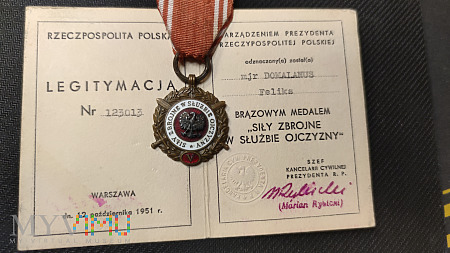 RZECZPOSPOLITA POLSKA
LEGITYMACJA
Nr 123013
WARSZAWA
12 października 1951 r.
ZARZĄDZENIEM PREZYDENTA
RZECZYPOSPOLITEJ POLSKIEJ
odznaczony(a) został(a)
mjr DOMALANUS
Feliks
BRĄZOWYM MEDALEM
„SIŁY ZBROJNE
W SŁUŻBIE OJCZYZNY”
SZEF
KANCELARII CYWILNEJ
PREZYDENTA R. P.
(Marian Rybicki)
SIŁY ZBROJNE W SŁUŻBIE OJCZYZNY
V
MYVIMU